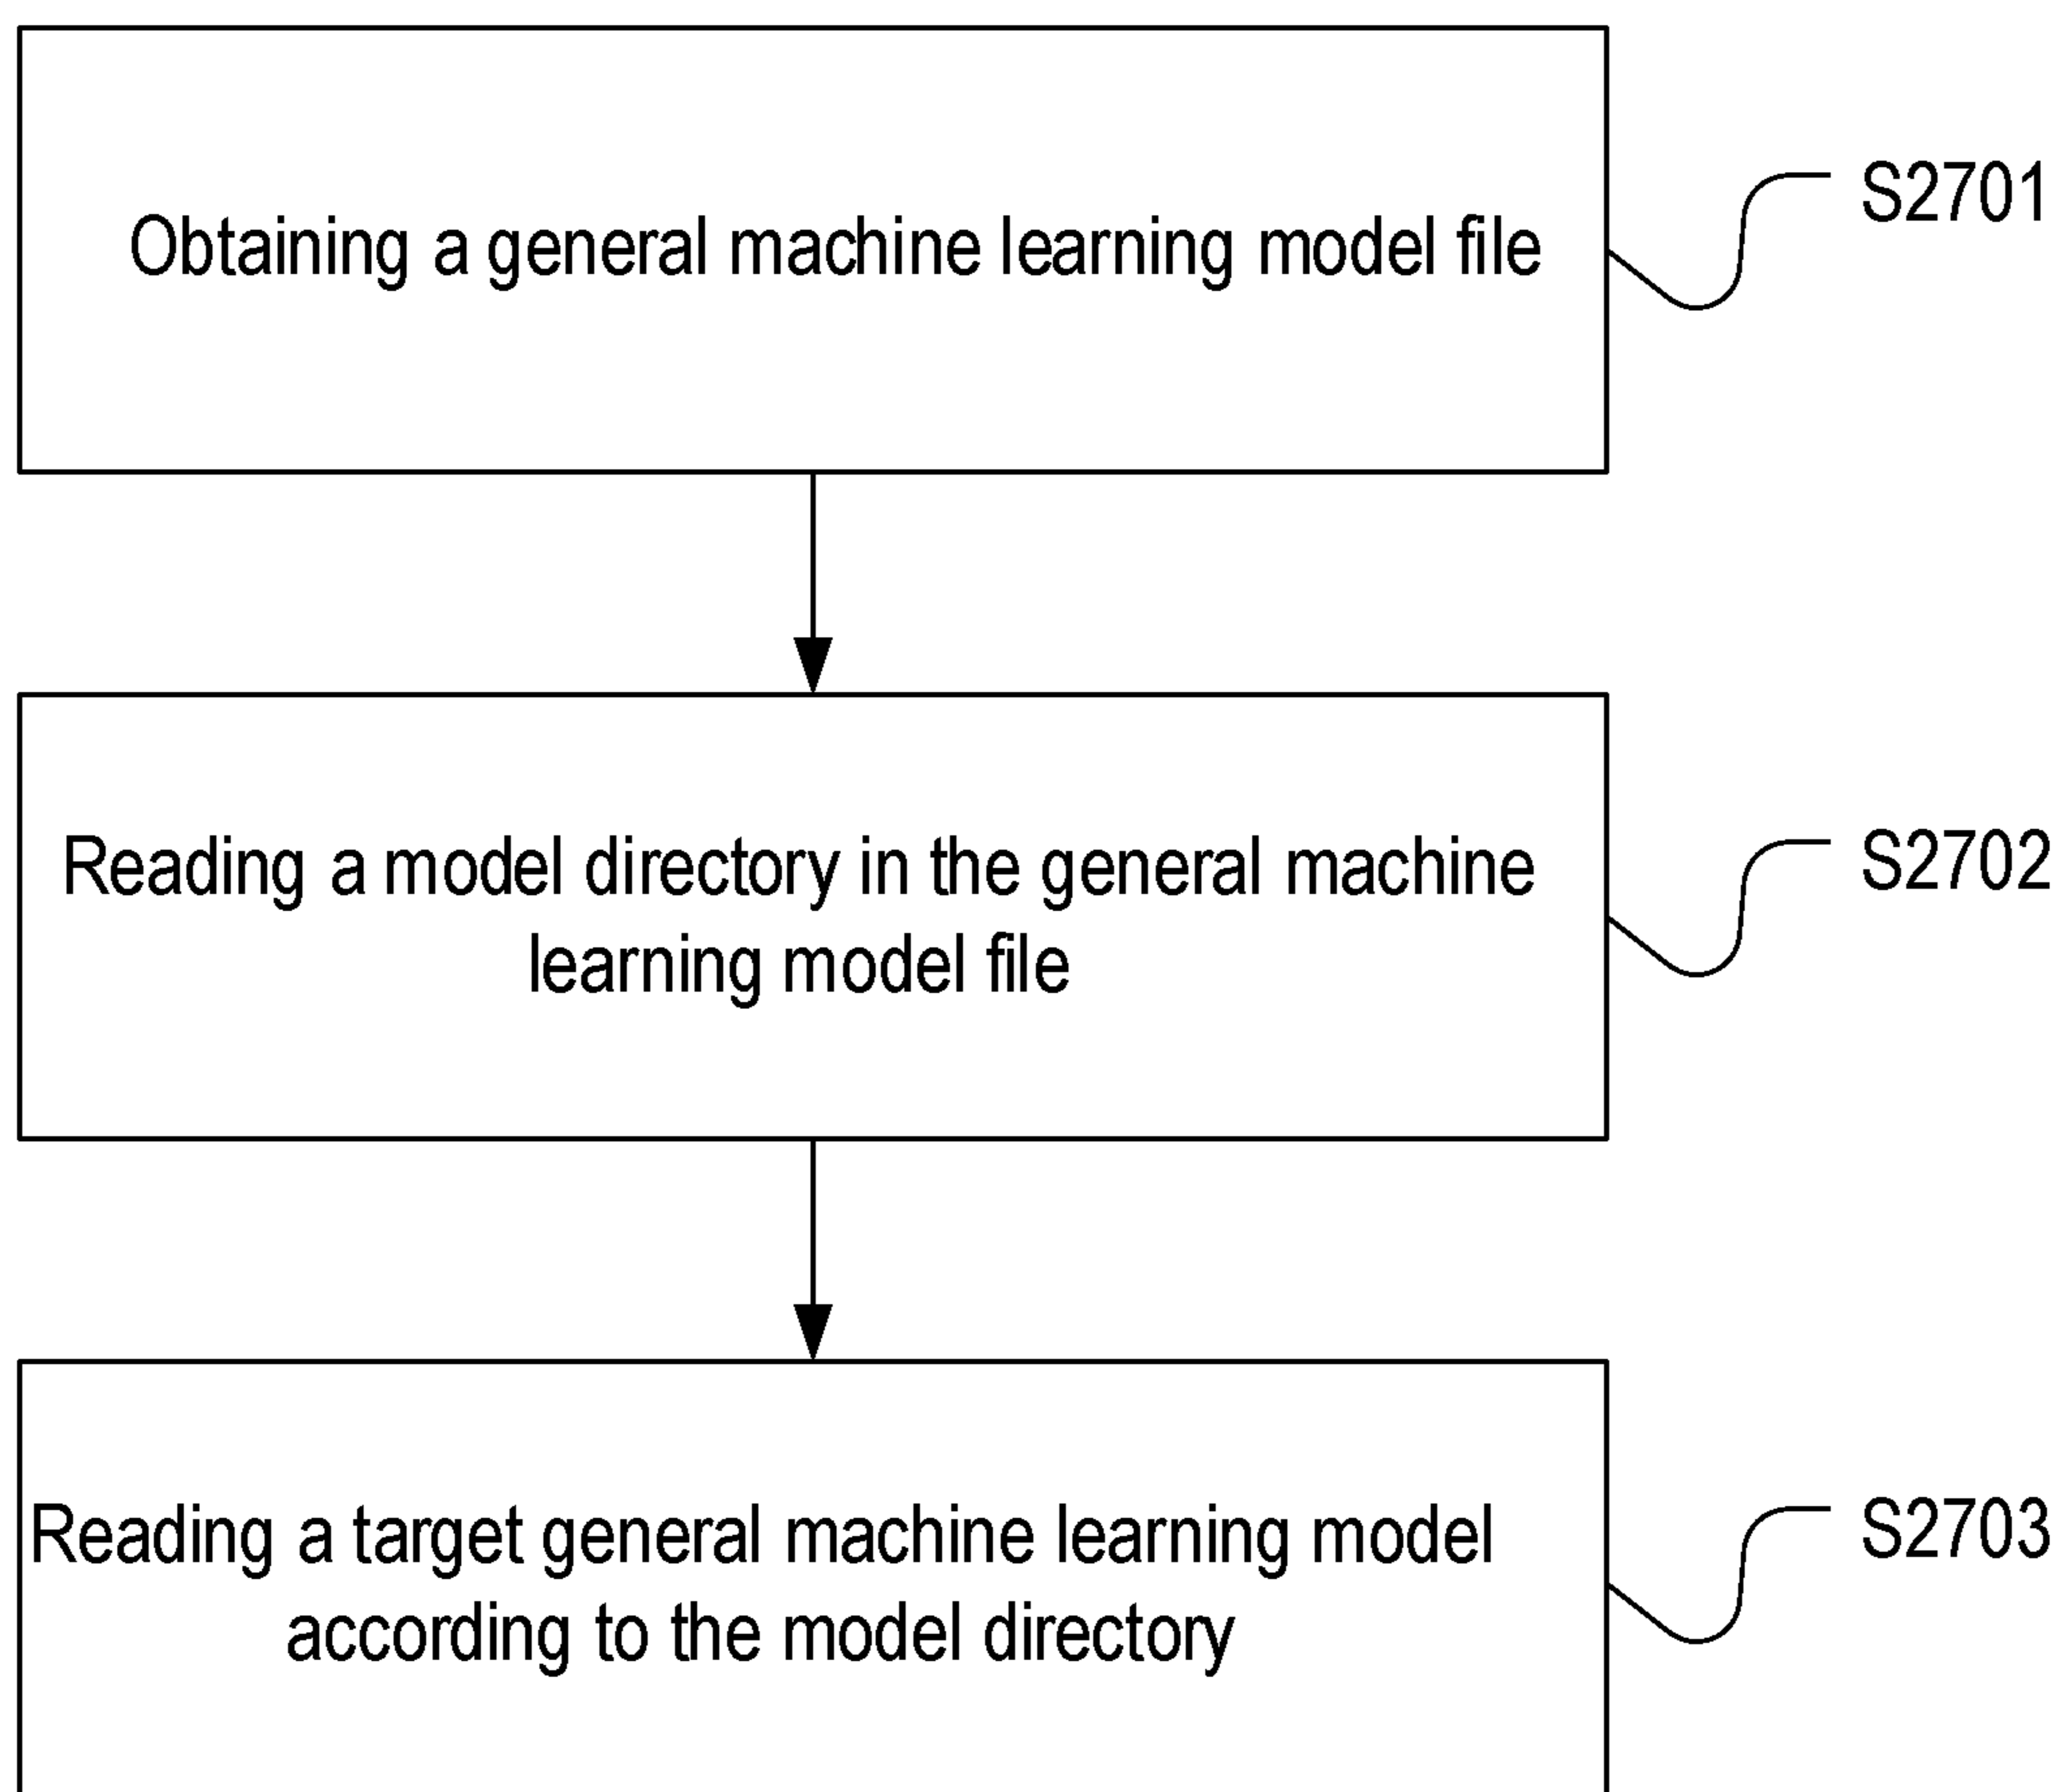 Obtaining a general machine learning model file
S2701
Reading a model directory in the general machine
learning model file
S2702
Reading a target general machine learning model
according to the model directory
S2703